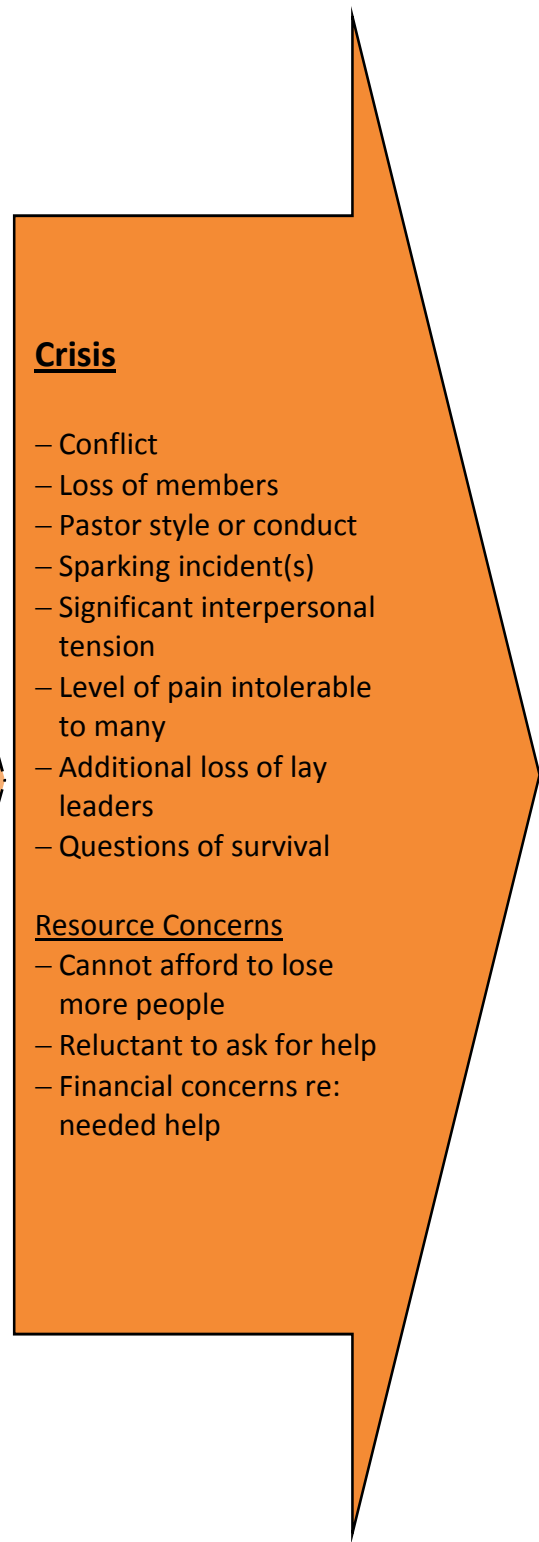 Crisis
– Conflict
– Loss of members
– Pastor style or conduct
– Sparking incident(s)
– Significant interpersonal
tension
– Level of pain intolerable
to many
– Additional loss of lay
leaders
– Questions of survival
Resource Concerns
– Cannot afford to lose
more people
– Reluctant to ask for help
– Financial concerns re:
needed help